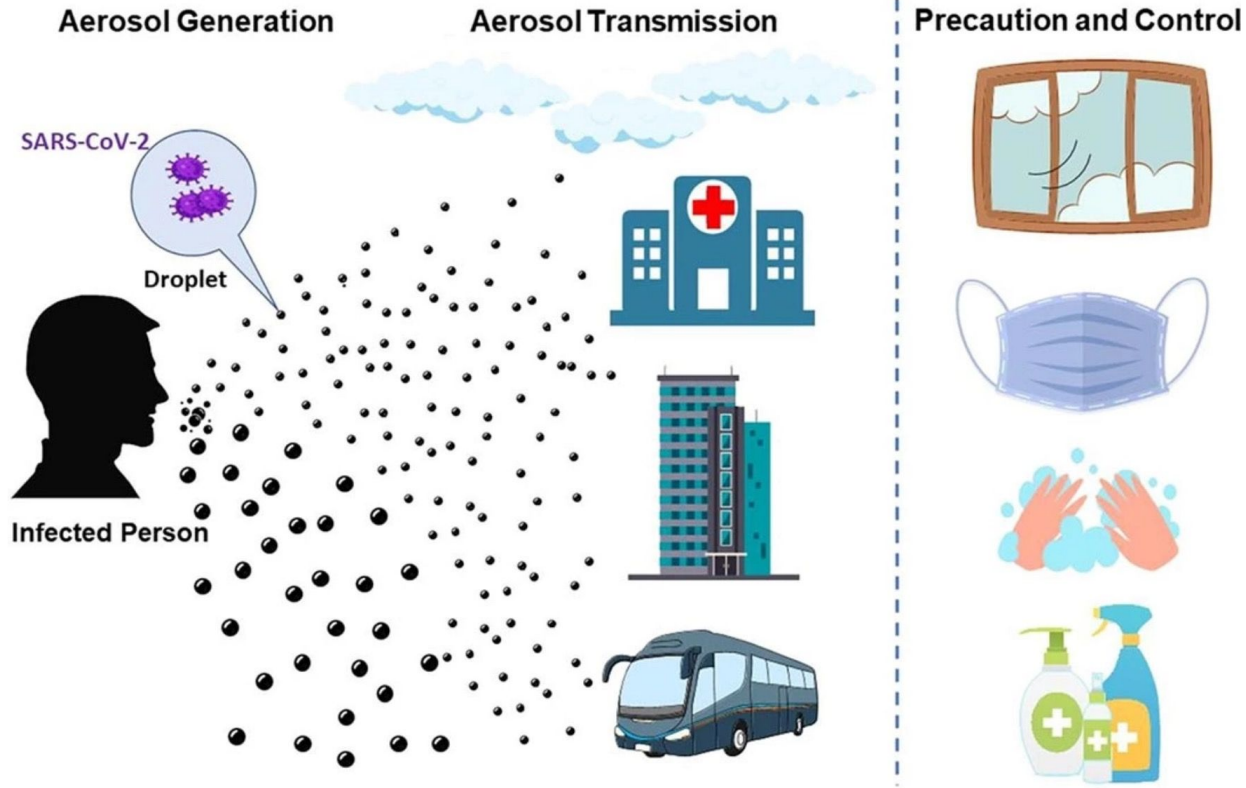 Aerosol Generation
Aerosol Transmission
Precaution and Control
SARS-CoV-2
Droplet
Infected Person